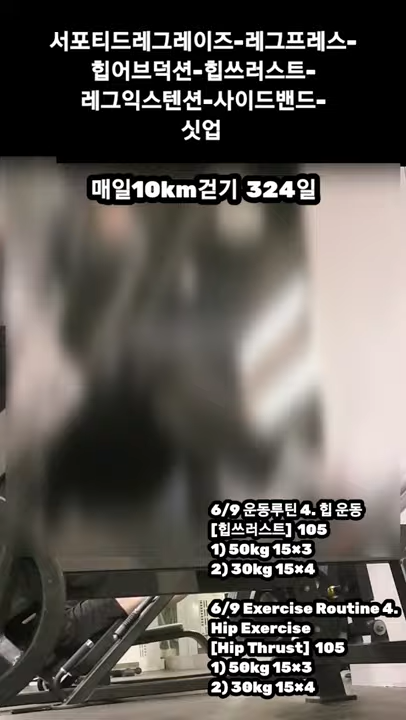 서포티드레그레이즈-레그프레스-
힙어브덕션-힙쓰러스트-
레그익스텐션-사이드밴드-
싯업
매일10km걷기 324일
6/9 운동루틴 4. 힙 운동
[힙쓰러스트] 105
1) 50kg 15×3
2) 30kg 15×4
6/9 Exercise Routine 4.
Hip Exercise
[Hip Thrust] 105
1) 50kg 15×3
2) 30kg 15×4